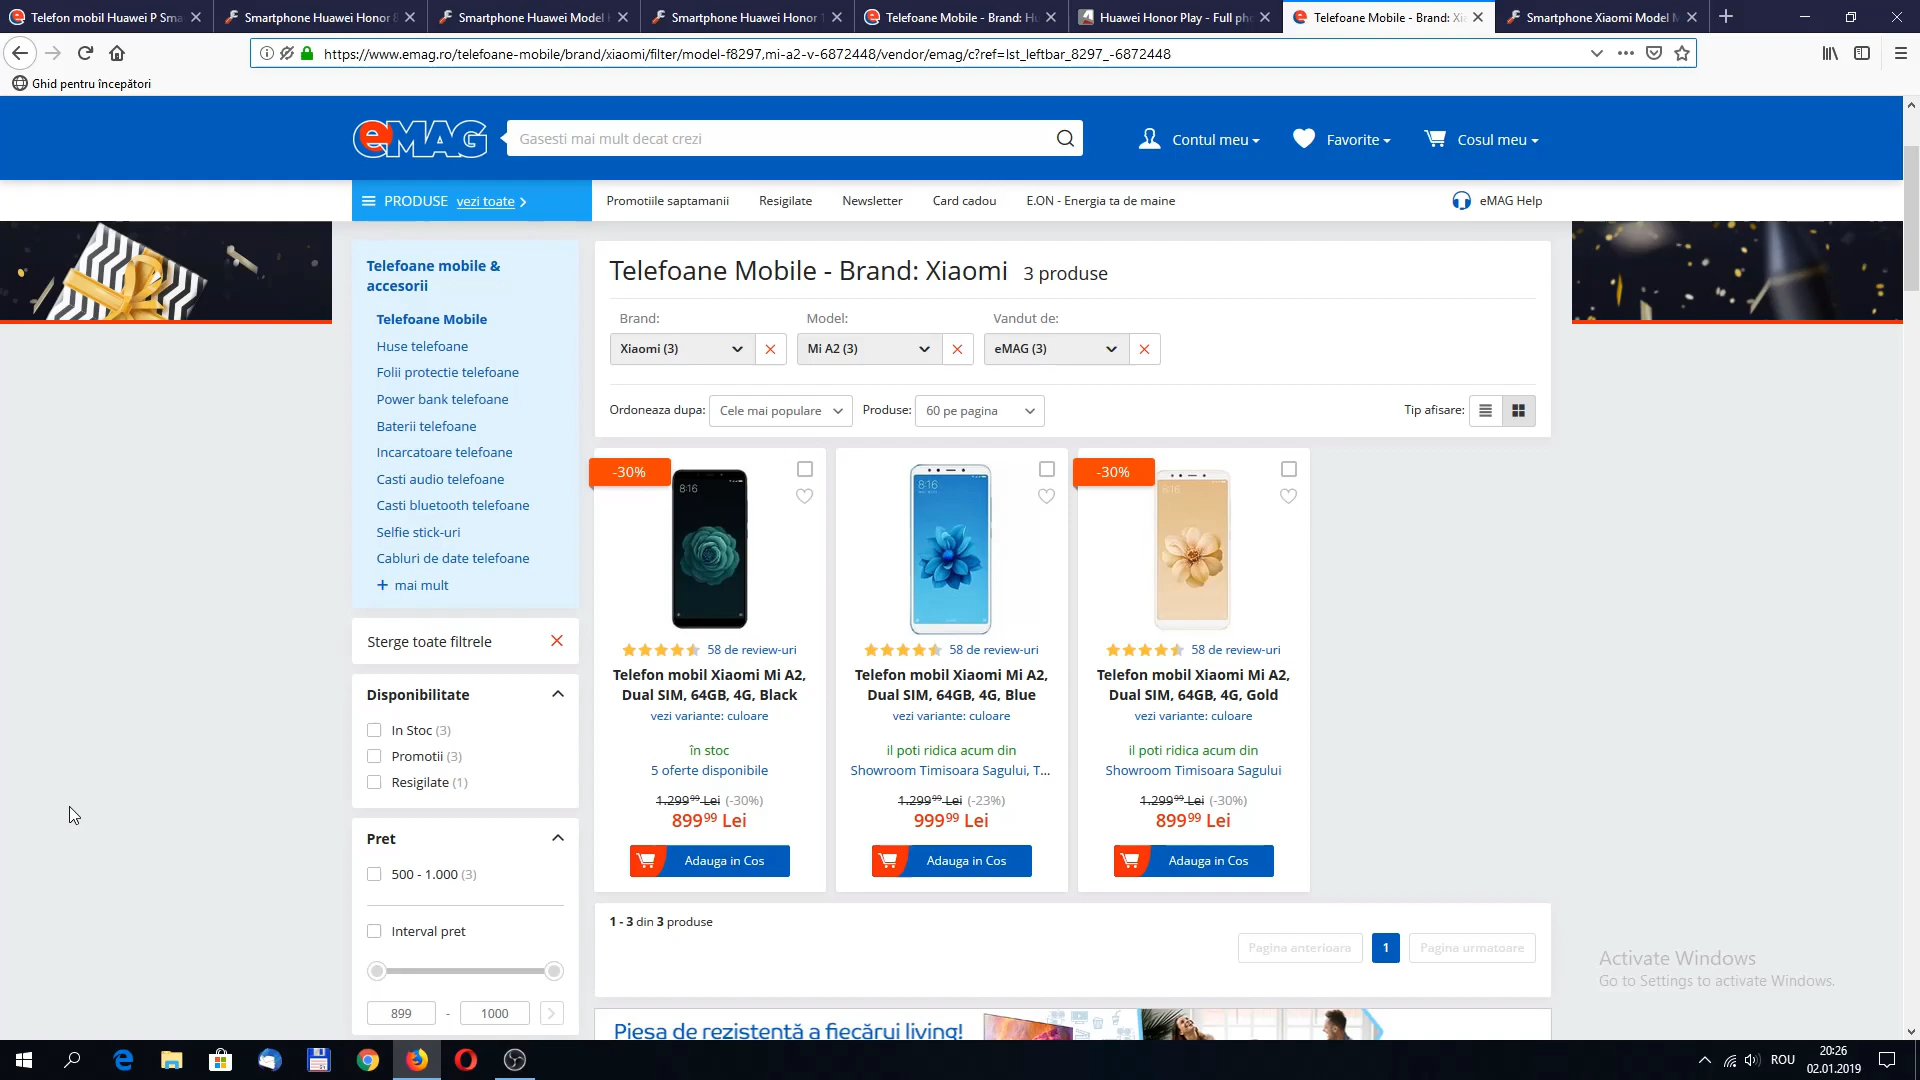 Telefon mobil Huawei P Sma
Smartphone Huawei Honor 8
Smartphone Huawei Model H
Smartphone Huawei Honor 1
Telefoane Mobile - Brand: Hu
Huawei Honor Play - Full pho
Telefoane Mobile - Brand: Xia
Smartphone Xiaomi Model M
https://www.emag.ro/telefoane-mobile/brand/xiaomi/filter/model-f8297,mi-a2-v-6872448/vendor/emag/c?ref=lst_leftbar_8297_-6872448
Ghid pentru începători
eMAG
Gasesti mai mult decat crezi
Contul meu
Favorite
Cosul meu
PRODUSE vezi toate
Promotiile saptamanii
Resigilate
Newsletter
Card cadou
E.ON - Energia ta de maine
eMAG Help
Telefoane mobile &
accesorii
Telefoane Mobile
Huse telefoane
Folii protectie telefoane
Power bank telefoane
Baterii telefoane
Incarcatoare telefoane
Casti audio telefoane
Casti bluetooth telefoane
Selfie stick-uri
Cabluri de date telefoane
+ mai mult
Sterge toate filtrele
Disponibilitate
In Stoc (3)
Promotii (3)
Resigilate (1)
Pret
500 - 1.000 (3)
Interval pret
899 - 1000
Telefoane Mobile - Brand: Xiaomi 3 produse
Brand:
Model:
Vandut de:
Xiaomi (3)
Mi A2 (3)
eMAG (3)
Ordoneaza dupa: Cele mai populare
Produse: 60 pe pagina
Tip afisare:
-30%
8:16
58 de review-uri
Telefon mobil Xiaomi Mi A2,
Dual SIM, 64GB, 4G, Black
vezi variante: culoare
în stoc
5 oferte disponibile
1.299⁹⁹ Lei (-30%)
899⁹⁹ Lei
Adauga in Cos
8:16
58 de review-uri
Telefon mobil Xiaomi Mi A2,
Dual SIM, 64GB, 4G, Blue
vezi variante: culoare
il poti ridica acum din
Showroom Timisoara Sagului, T...
1.299⁹⁹ Lei (-23%)
999⁹⁹ Lei
Adauga in Cos
-30%
8:16
58 de review-uri
Telefon mobil Xiaomi Mi A2,
Dual SIM, 64GB, 4G, Gold
vezi variante: culoare
il poti ridica acum din
Showroom Timisoara Sagului
1.299⁹⁹ Lei (-30%)
899⁹⁹ Lei
Adauga in Cos
1 - 3 din 3 produse
Pagina anterioara
1
Pagina urmatoare
Piesa de rezistență a fiecărui living!
Activate Windows
Go to Settings to activate Windows.
ROU
20:26
02.01.2019